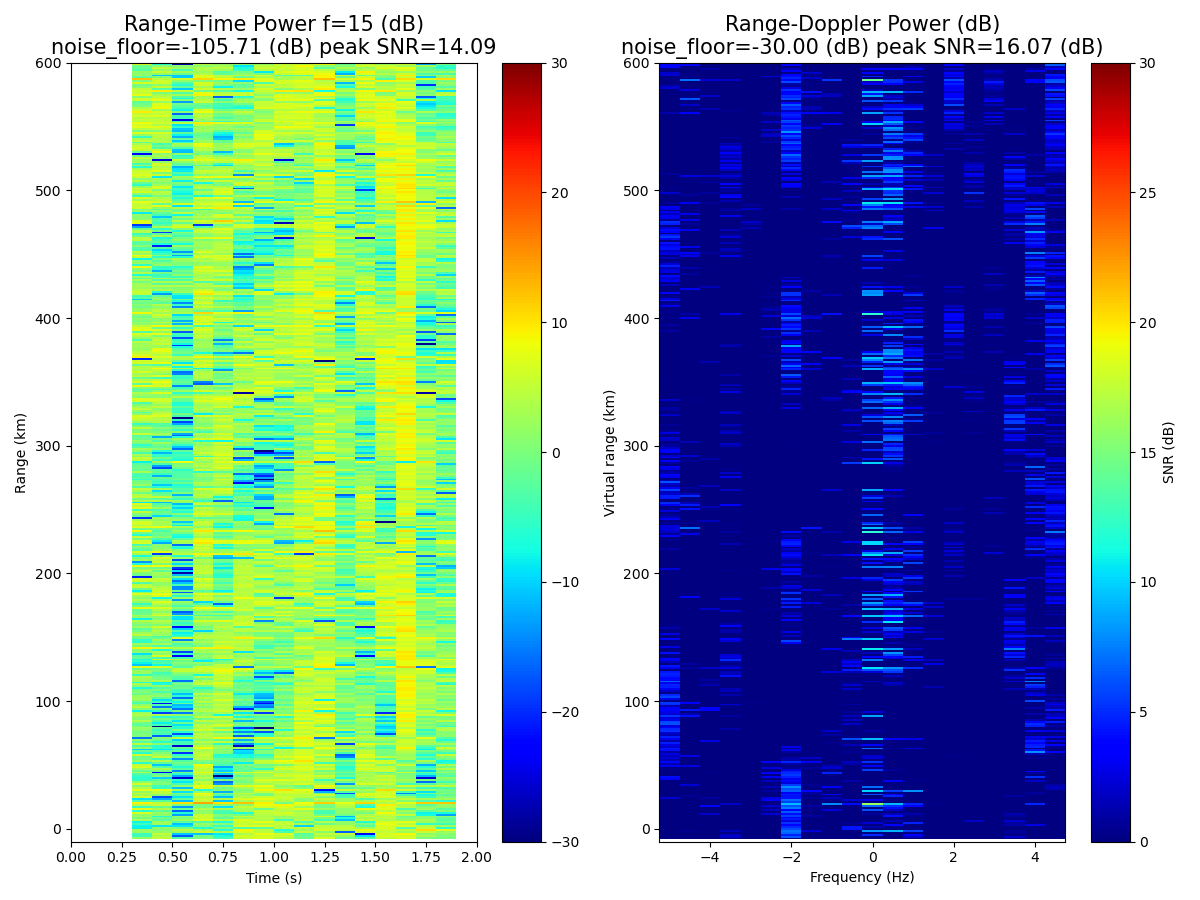 Range-Time Power f=15 (dB)
noise_floor=-105.71 (dB) peak SNR=14.09
Range (km)
600
500
400
300
200
100
0
0.00 0.25 0.50 0.75 1.00 1.25 1.50 1.75 2.00
Time (s)
30
20
10
0
−10
−20
−30
Range-Doppler Power (dB)
noise_floor=-30.00 (dB) peak SNR=16.07 (dB)
Virtual range (km)
600
500
400
300
200
100
0
−4 −2 0 2 4
Frequency (Hz)
30
25
20
15
10
5
0
SNR (dB)